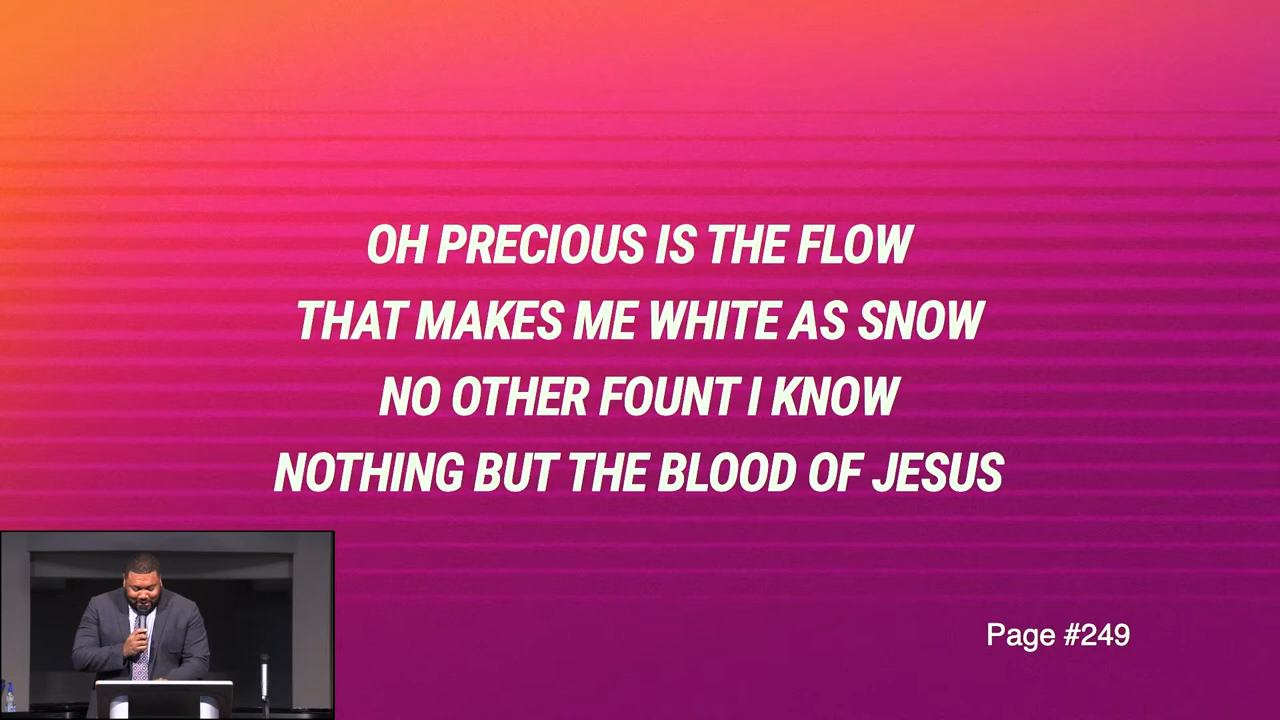 OH PRECIOUS IS THE FLOW
THAT MAKES ME WHITE AS SNOW
NO OTHER FOUNT I KNOW
NOTHING BUT THE BLOOD OF JESUS
Page #249